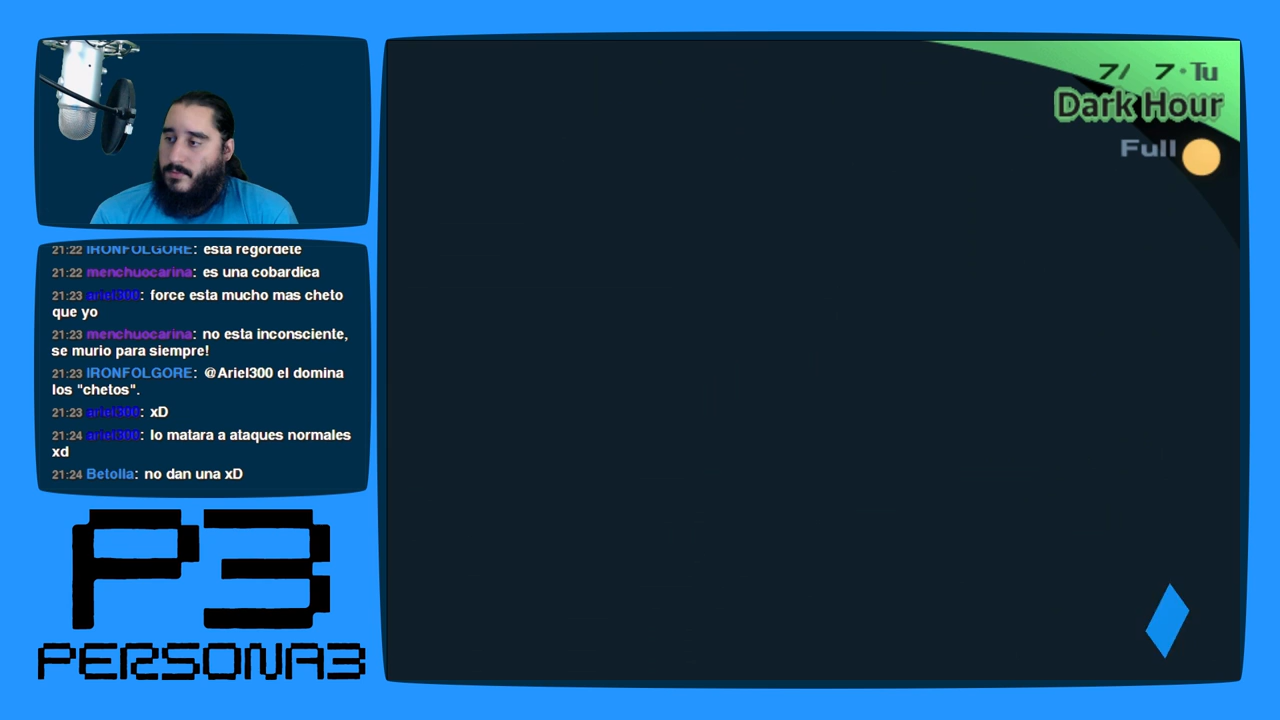 7/ 7·Tu
Dark Hour
Full
21:22 IRONFOLGORE: esta regordete
21:22 menchuocarina: es una cobardica
21:23 ariel300: force esta mucho mas cheto
que yo
21:23 menchuocarina: no esta inconsciente,
se murio para siempre!
21:23 IRONFOLGORE: @Ariel300 el domina
los "chetos".
21:23 ariel300: xD
21:24 ariel300: lo matara a ataques normales
xd
21:24 Betolla: no dan una xD
P3
PERSONA3